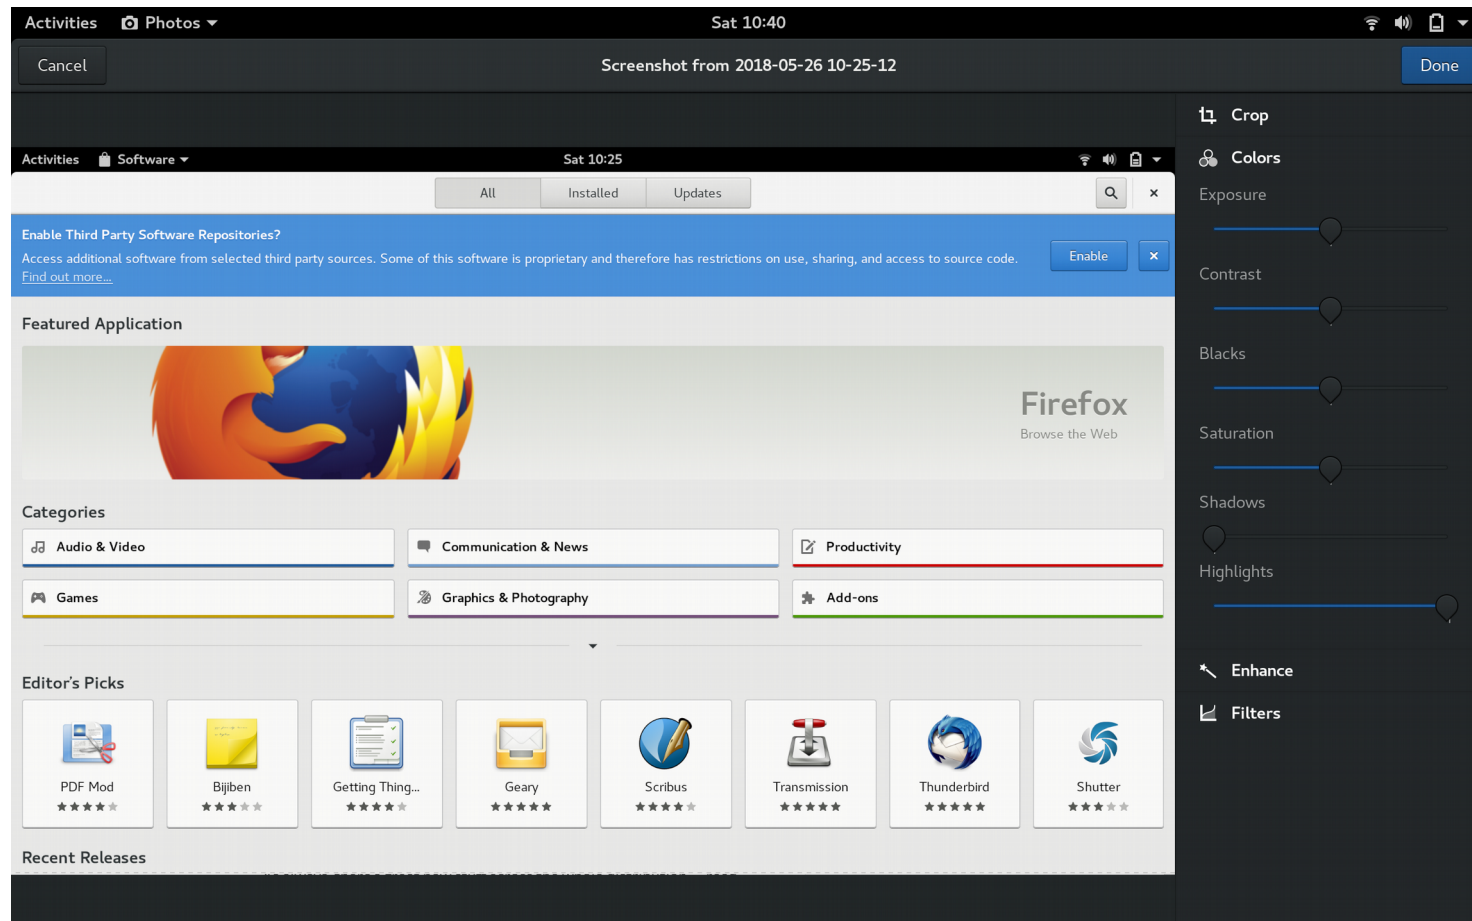 Activities Photos Sat 10:40
Cancel Screenshot from 2018-05-26 10-25-12 Done
Activities Software Sat 10:25
All Installed Updates
Enable Third Party Software Repositories?
Access additional software from selected third party sources. Some of this software is proprietary and therefore has restrictions on use, sharing, and access to source code.
Find out more...
Enable
Featured Application
Firefox
Browse the Web
Categories
Audio & Video Communication & News Productivity
Games Graphics & Photography Add-ons
Editor's Picks
PDF Mod Bijiben Getting Thing... Geary Scribus Transmission Thunderbird Shutter
Recent Releases
Crop
Colors
Exposure
Contrast
Blacks
Saturation
Shadows
Highlights
Enhance
Filters